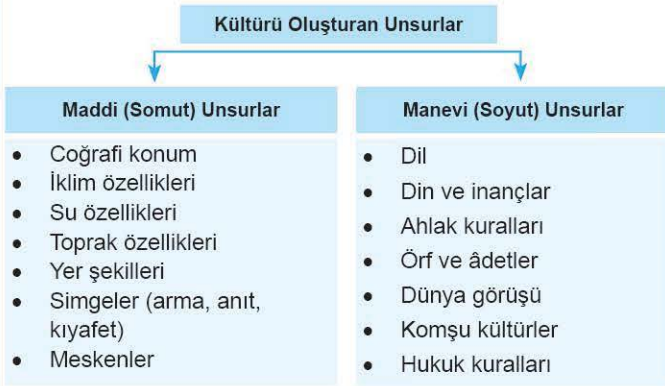 Kültürü Oluşturan Unsurlar
Maddi (Somut) Unsurlar
• Coğrafi konum
• İklim özellikleri
• Su özellikleri
• Toprak özellikleri
• Yer şekilleri
• Simgeler (arma, anıt,
kıyafet)
• Meskenler
Manevi (Soyut) Unsurlar
• Dil
• Din ve inançlar
• Ahlak kuralları
• Örf ve âdetler
• Dünya görüşü
• Komşu kültürler
• Hukuk kuralları